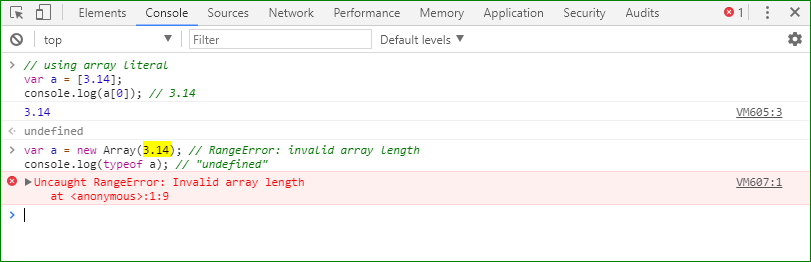 Elements Console Sources Network Performance Memory Application Security Audits 1
top Filter Default levels
// using array literal
var a = [3.14];
console.log(a[0]); // 3.14
3.14 VM605:3
undefined
var a = new Array(3.14); // RangeError: invalid array length
console.log(typeof a); // "undefined"
Uncaught RangeError: Invalid array length VM607:1
at <anonymous>:1:9